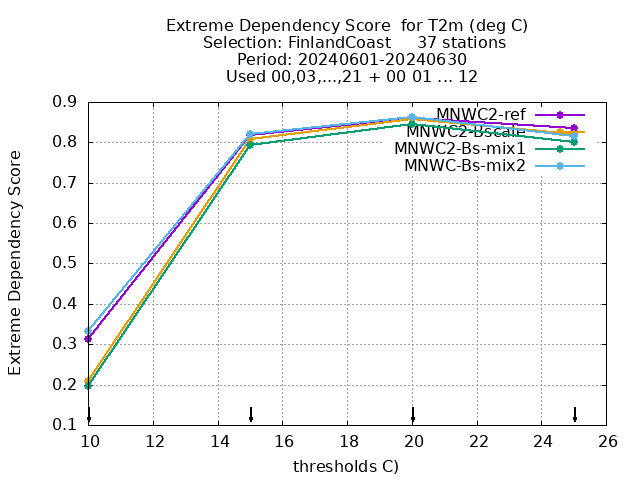 Extreme Dependency Score for T2m (deg C)
Selection: FinlandCoast 37 stations
Period: 20240601-20240630
Used 00,03,...,21 + 00 01 ... 12
Extreme Dependency Score
0.9
0.8
0.7
0.6
0.5
0.4
0.3
0.2
0.1
MNWC2-ref
MNWC2-Bscale
MNWC2-Bs-mix1
MNWC-Bs-mix2
10 12 14 16 18 20 22 24 26
thresholds C)